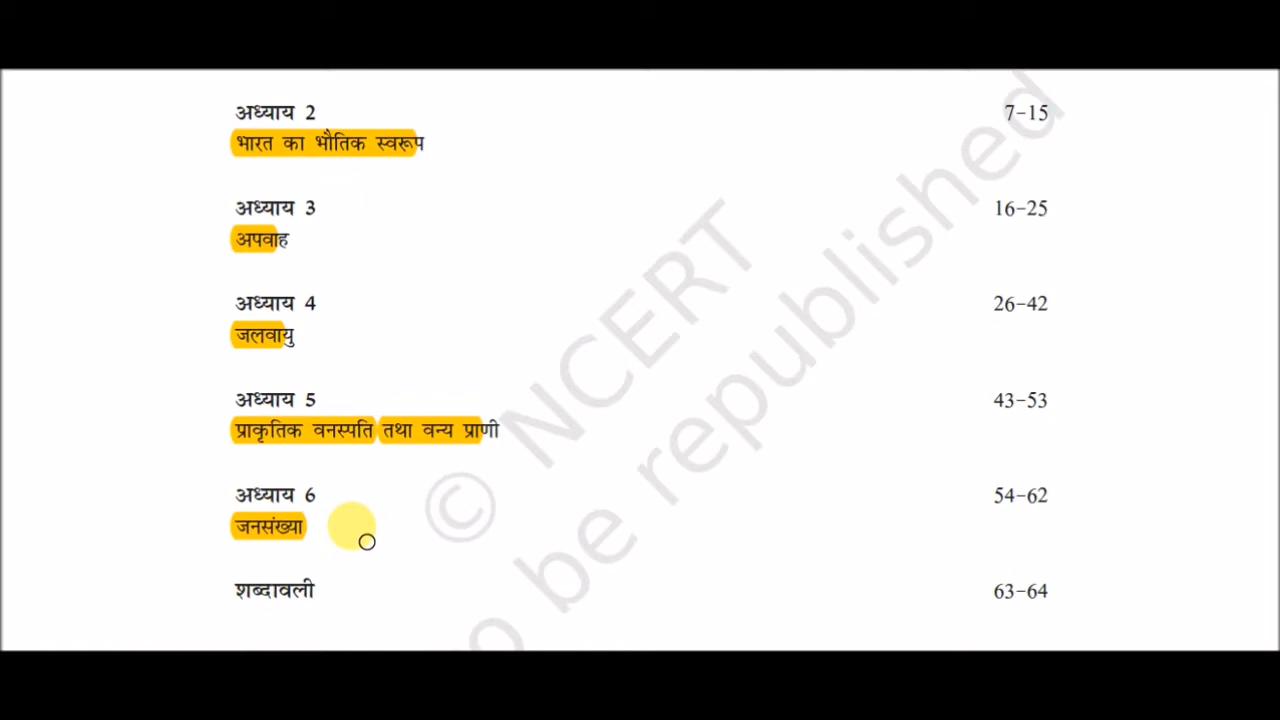 अध्याय 2 7-15
भारत का भौतिक स्वरूप
अध्याय 3 16-25
अपवाह
अध्याय 4 26-42
जलवायु
अध्याय 5 43-53
प्राकृतिक वनस्पति तथा वन्य प्राणी
अध्याय 6 54-62
जनसंख्या
शब्दावली 63-64
© NCERT
o be republished